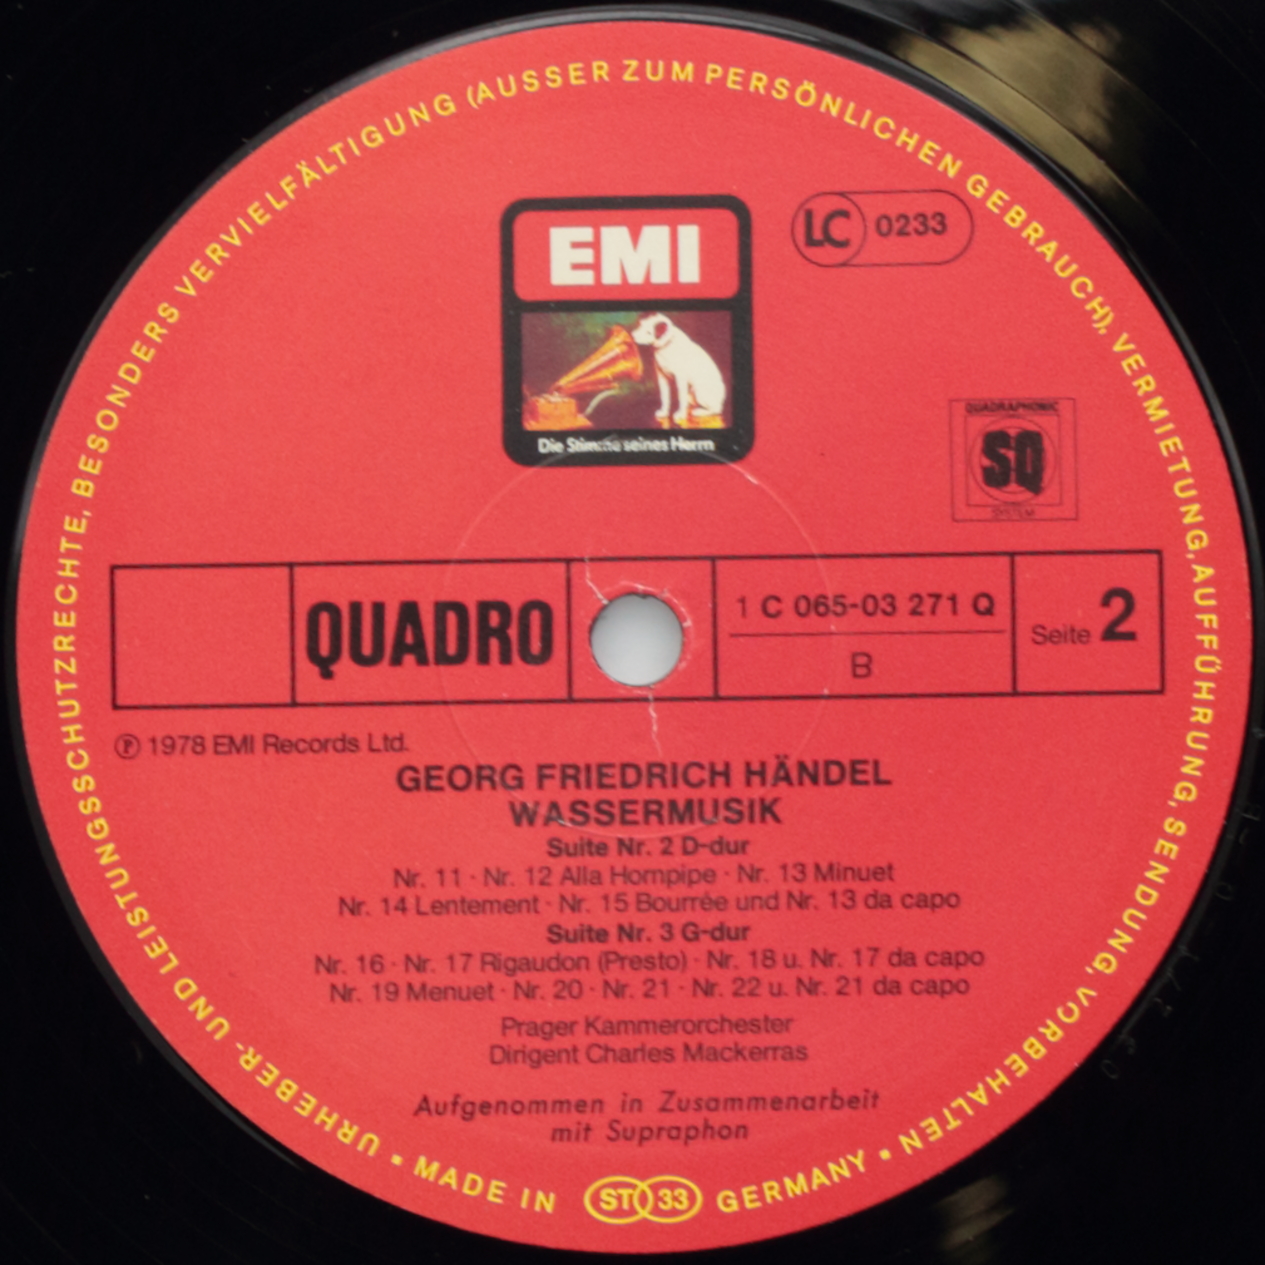 URHEBER- UND LEISTUNGSSCHUTZRECHTE, BESONDERS VERVIELFÄLTIGUNG (AUSSER ZUM PERSÖNLICHEN GEBRAUCH), VERMIETUNG, AUFFÜHRUNG, SENDUNG, VORBEHALTEN
EMI
LC 0233
Die Stimme seines Herrn
QUADRAPHONIC
SQ
SYSTEM
QUADRO
1 C 065-03 271 Q
B
Seite 2
℗ 1978 EMI Records Ltd.
GEORG FRIEDRICH HÄNDEL
WASSERMUSIK
Suite Nr. 2 D-dur
Nr. 11 · Nr. 12 Alla Hornpipe · Nr. 13 Minuet
Nr. 14 Lentement · Nr. 15 Bourrée und Nr. 13 da capo
Suite Nr. 3 G-dur
Nr. 16 · Nr. 17 Rigaudon (Presto) · Nr. 18 u. Nr. 17 da capo
Nr. 19 Menuet · Nr. 20 · Nr. 21 · Nr. 22 u. Nr. 21 da capo
Prager Kammerorchester
Dirigent Charles Mackerras
Aufgenommen in Zusammenarbeit
mit Supraphon
• MADE IN ST 33 GERMANY •